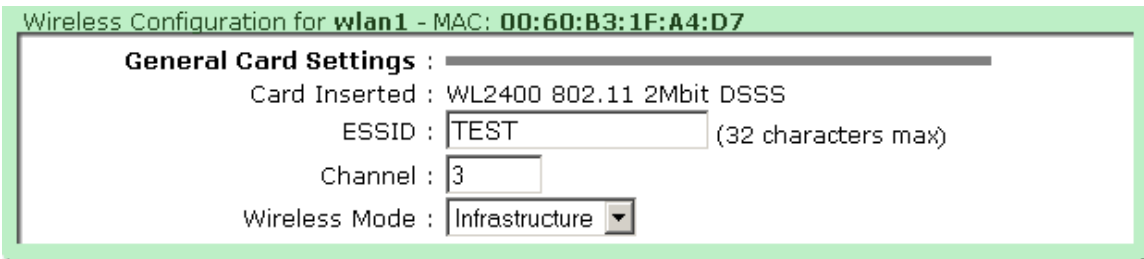 Wireless Configuration for wlan1 - MAC: 00:60:B3:1F:A4:D7
General Card Settings :
Card Inserted : WL2400 802.11 2Mbit DSSS
ESSID : TEST (32 characters max)
Channel : 3
Wireless Mode : Infrastructure